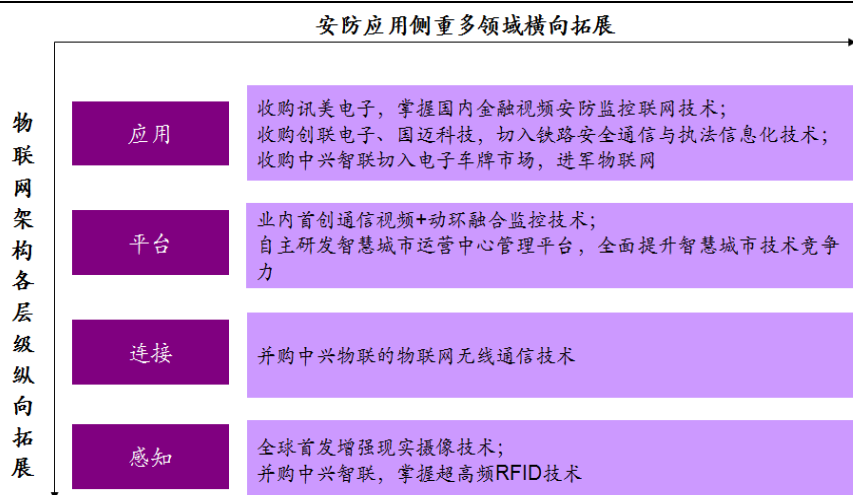 安防应用侧重多领域横向拓展
物联网架构各层级纵向拓展
应用
收购讯美电子，掌握国内金融视频安防监控联网技术；
收购创联电子、国迈科技，切入铁路安全通信与执法信息化技术；
收购中兴智联切入电子车牌市场，进军物联网
平台
业内首创通信视频+动环融合监控技术；
自主研发智慧城市运营中心管理平台，全面提升智慧城市技术竞争
力
连接
并购中兴物联的物联网无线通信技术
感知
全球首发增强现实摄像技术；
并购中兴智联，掌握超高频RFID技术